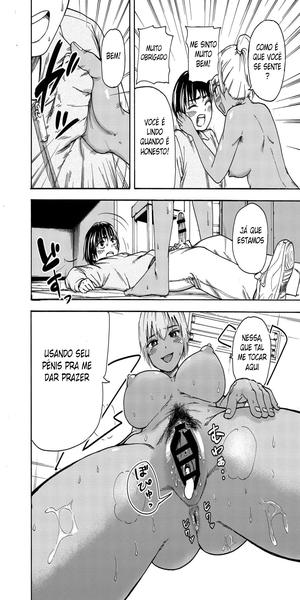 COMO É
QUE VOCÊ
SE SENTE ?
ME SINTO
MUITO
BEM!
MUITO
OBRIGADO
VOCÊ É
LINDO
QUANDO É
HONESTO!
BEM!
JÁ QUE
ESTAMOS
NESSA,
QUE TAL
ME TOCAR
AQUI
USANDO SEU
PÉNIS PRA ME
DAR PRAZER